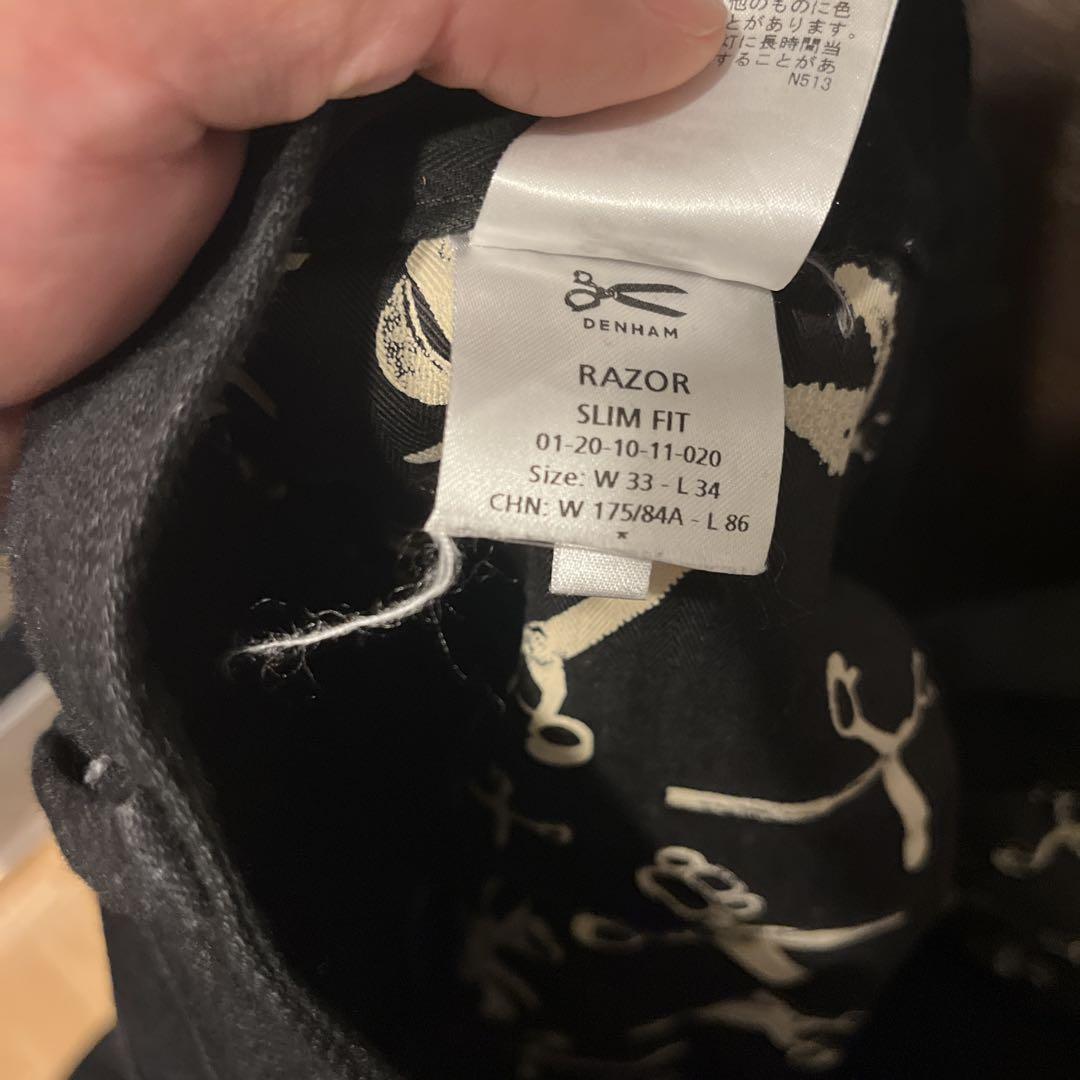 他のものに色
とがあります。
灯に長時間当
することがあ
N513
DENHAM
RAZOR
SLIM FIT
01-20-10-11-020
Size: W 33 - L 34
CHN: W 175/84A - L 86
*